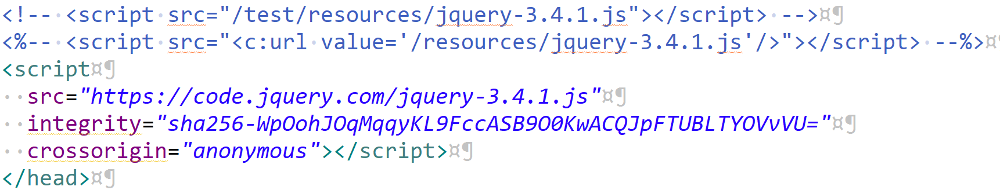 <!-- <script src="/test/resources/jquery-3.4.1.js"></script> -->
<%-- <script src="<c:url value='/resources/jquery-3.4.1.js'/>"></script> --%>
<script
  src="https://code.jquery.com/jquery-3.4.1.js"
  integrity="sha256-WpOohJOqMqqyKL9FccASB9O0KwACQJpFTUBLTYOVvVU="
  crossorigin="anonymous"></script>
</head>